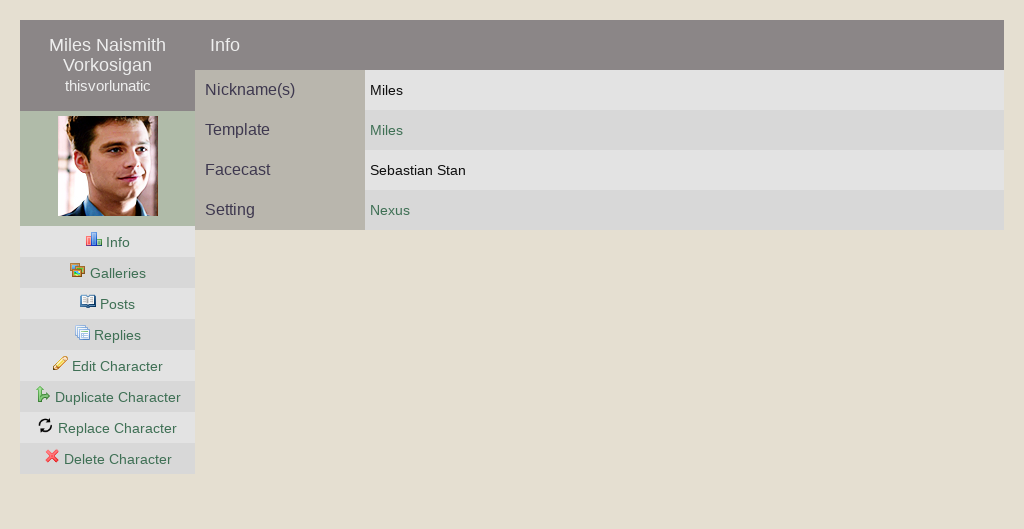 Miles Naismith
Vorkosigan
thisvorlunatic
Info
Galleries
Posts
Replies
Edit Character
Duplicate Character
Replace Character
Delete Character
Info
Nickname(s) Miles
Template Miles
Facecast Sebastian Stan
Setting Nexus